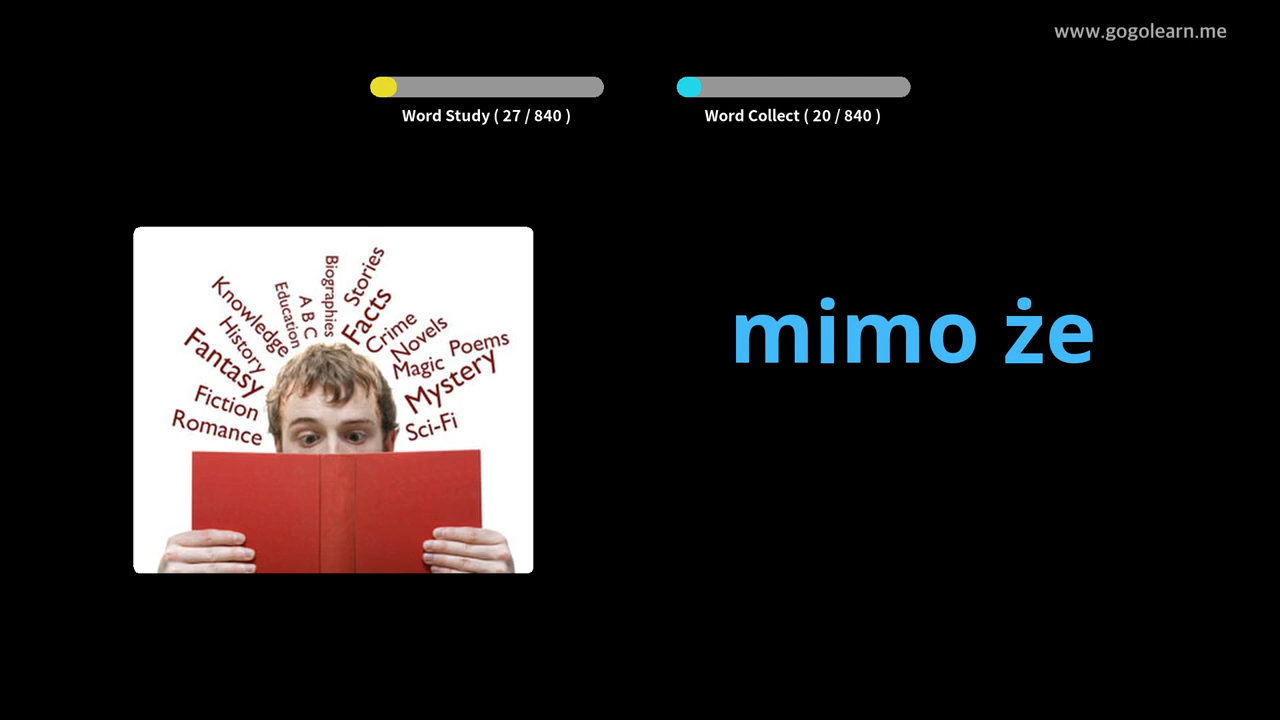 www.gogolearn.me
Word Study ( 27 / 840 )
Word Collect ( 20 / 840 )
Knowledge
Education
A B C
Biographies
Stories
Facts
Crime
Novels
Poems
History
Fantasy
Magic
Mystery
Fiction
Romance
Sci-Fi
mimo że